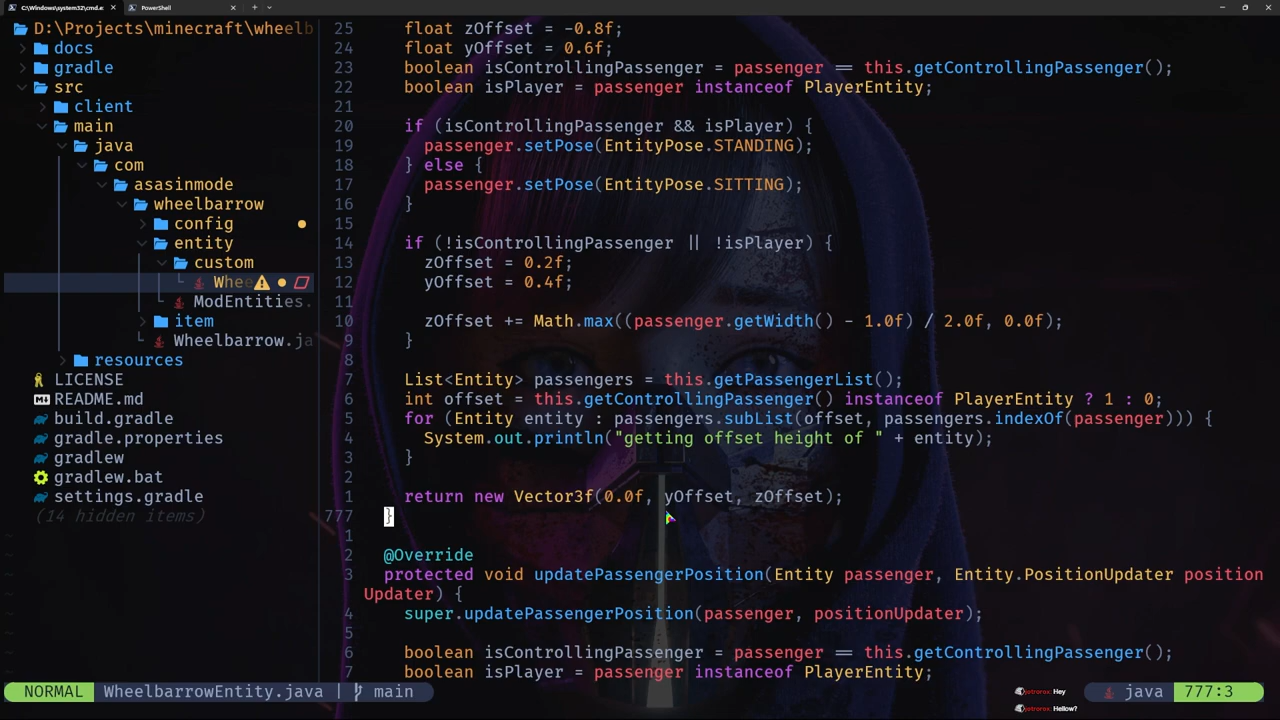 C:\Windows\system32\cmd.e:
PowerShell
D:\Projects\minecraft\wheelb
docs
gradle
src
client
main
java
com
asasinmode
wheelbarrow
config
entity
custom
Whee
ModEntities.
item
Wheelbarrow.ja
resources
LICENSE
README.md
build.gradle
gradle.properties
gradlew
gradlew.bat
settings.gradle
(14 hidden items)
25 float zOffset = -0.8f;
24 float yOffset = 0.6f;
23 boolean isControllingPassenger = passenger == this.getControllingPassenger();
22 boolean isPlayer = passenger instanceof PlayerEntity;
21
20 if (isControllingPassenger && isPlayer) {
19 passenger.setPose(EntityPose.STANDING);
18 } else {
17 passenger.setPose(EntityPose.SITTING);
16 }
15
14 if (!isControllingPassenger || !isPlayer) {
13 zOffset = 0.2f;
12 yOffset = 0.4f;
11
10 zOffset += Math.max((passenger.getWidth() - 1.0f) / 2.0f, 0.0f);
9 }
8
7 List<Entity> passengers = this.getPassengerList();
6 int offset = this.getControllingPassenger() instanceof PlayerEntity ? 1 : 0;
5 for (Entity entity : passengers.subList(offset, passengers.indexOf(passenger))) {
4 System.out.println("getting offset height of " + entity);
3 }
2
1 return new Vector3f(0.0f, yOffset, zOffset);
777 }
1
2 @Override
3 protected void updatePassengerPosition(Entity passenger, Entity.PositionUpdater position
Updater) {
4 super.updatePassengerPosition(passenger, positionUpdater);
5
6 boolean isControllingPassenger = passenger == this.getControllingPassenger();
7 boolean isPlayer = passenger instanceof PlayerEntity;
NORMAL WheelbarrowEntity.java | main
java 777:3
jetrorox: Hey
jetrorox: Hellow?